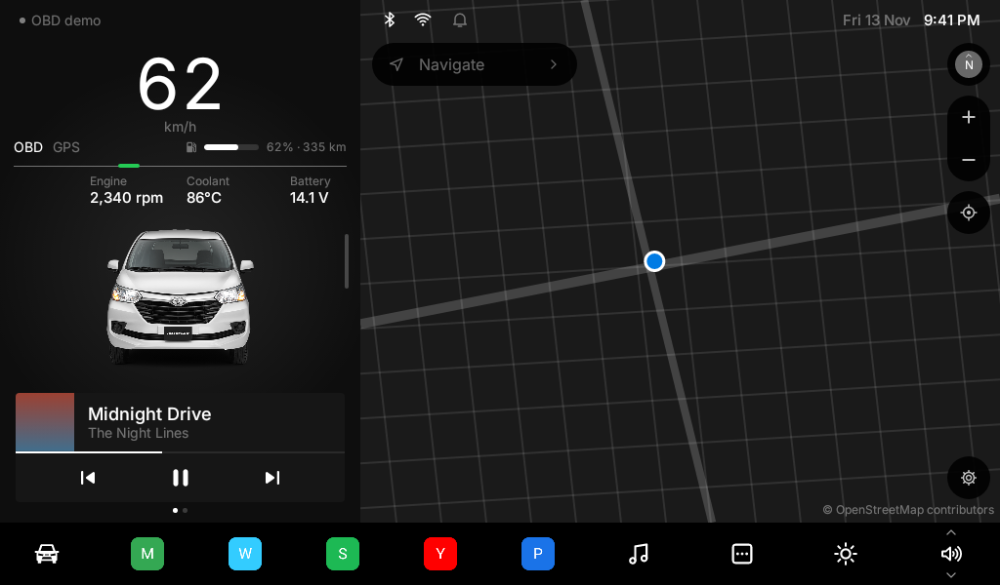 OBD demo
Fri 13 Nov 9:41 PM
Navigate
N
62
km/h
OBD GPS 62% · 335 km
Engine Coolant Battery
2,340 rpm 86°C 14.1 V
Midnight Drive
The Night Lines
© OpenStreetMap contributors
M W S Y P